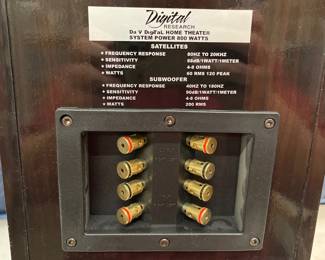 Digital
RESEARCH
Da V DigitaL HOME THEATER
SYSTEM POWER 800 WATTS
SATELLITES
• FREQUENCY RESPONSE 80HZ TO 20KHZ
• SENSITIVITY 88dB/1WATT/1METER
• IMPEDANCE 4-8 OHMS
• WATTS 60 RMS 120 PEAK
SUBWOOFER
• FREQUENCY RESPONSE 40HZ TO 180HZ
• SENSITIVITY 90dB/1WATT/1METER
• IMPEDANCE 4-8 OHMS
• WATTS 200 RMS